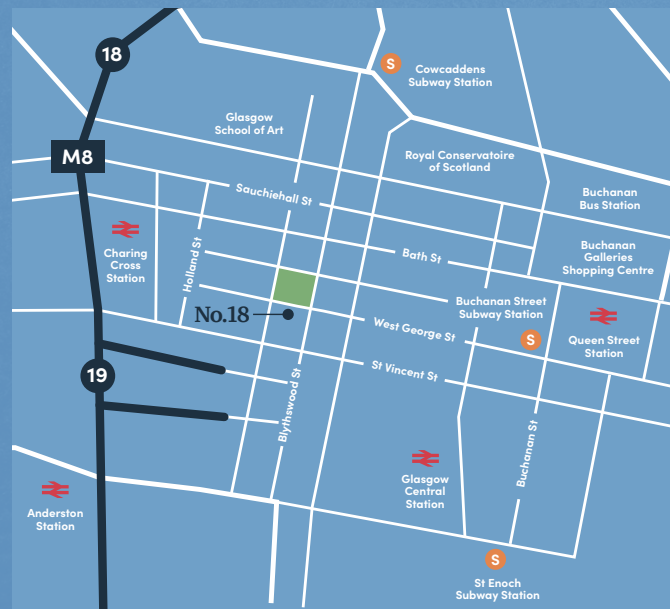 18
S
Cowcaddens
Subway Station
Glasgow
School of Art
M8
Royal Conservatoire
of Scotland
Sauchiehall St
Buchanan
Bus Station
Charing
Cross
Station
Holland St
Bath St
Buchanan
Galleries
Shopping Centre
No.18
Buchanan Street
Subway Station
S
West George St
Queen Street
Station
St Vincent St
19
Blythswood St
Buchanan St
Glasgow
Central
Station
Anderston
Station
S
St Enoch
Subway Station